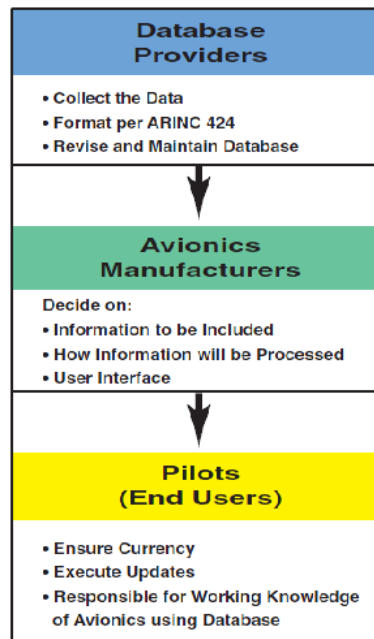 Database
Providers
• Collect the Data
• Format per ARINC 424
• Revise and Maintain Database
Avionics
Manufacturers
Decide on:
• Information to be Included
• How Information will be Processed
• User Interface
Pilots
(End Users)
• Ensure Currency
• Execute Updates
• Responsible for Working Knowledge
of Avionics using Database